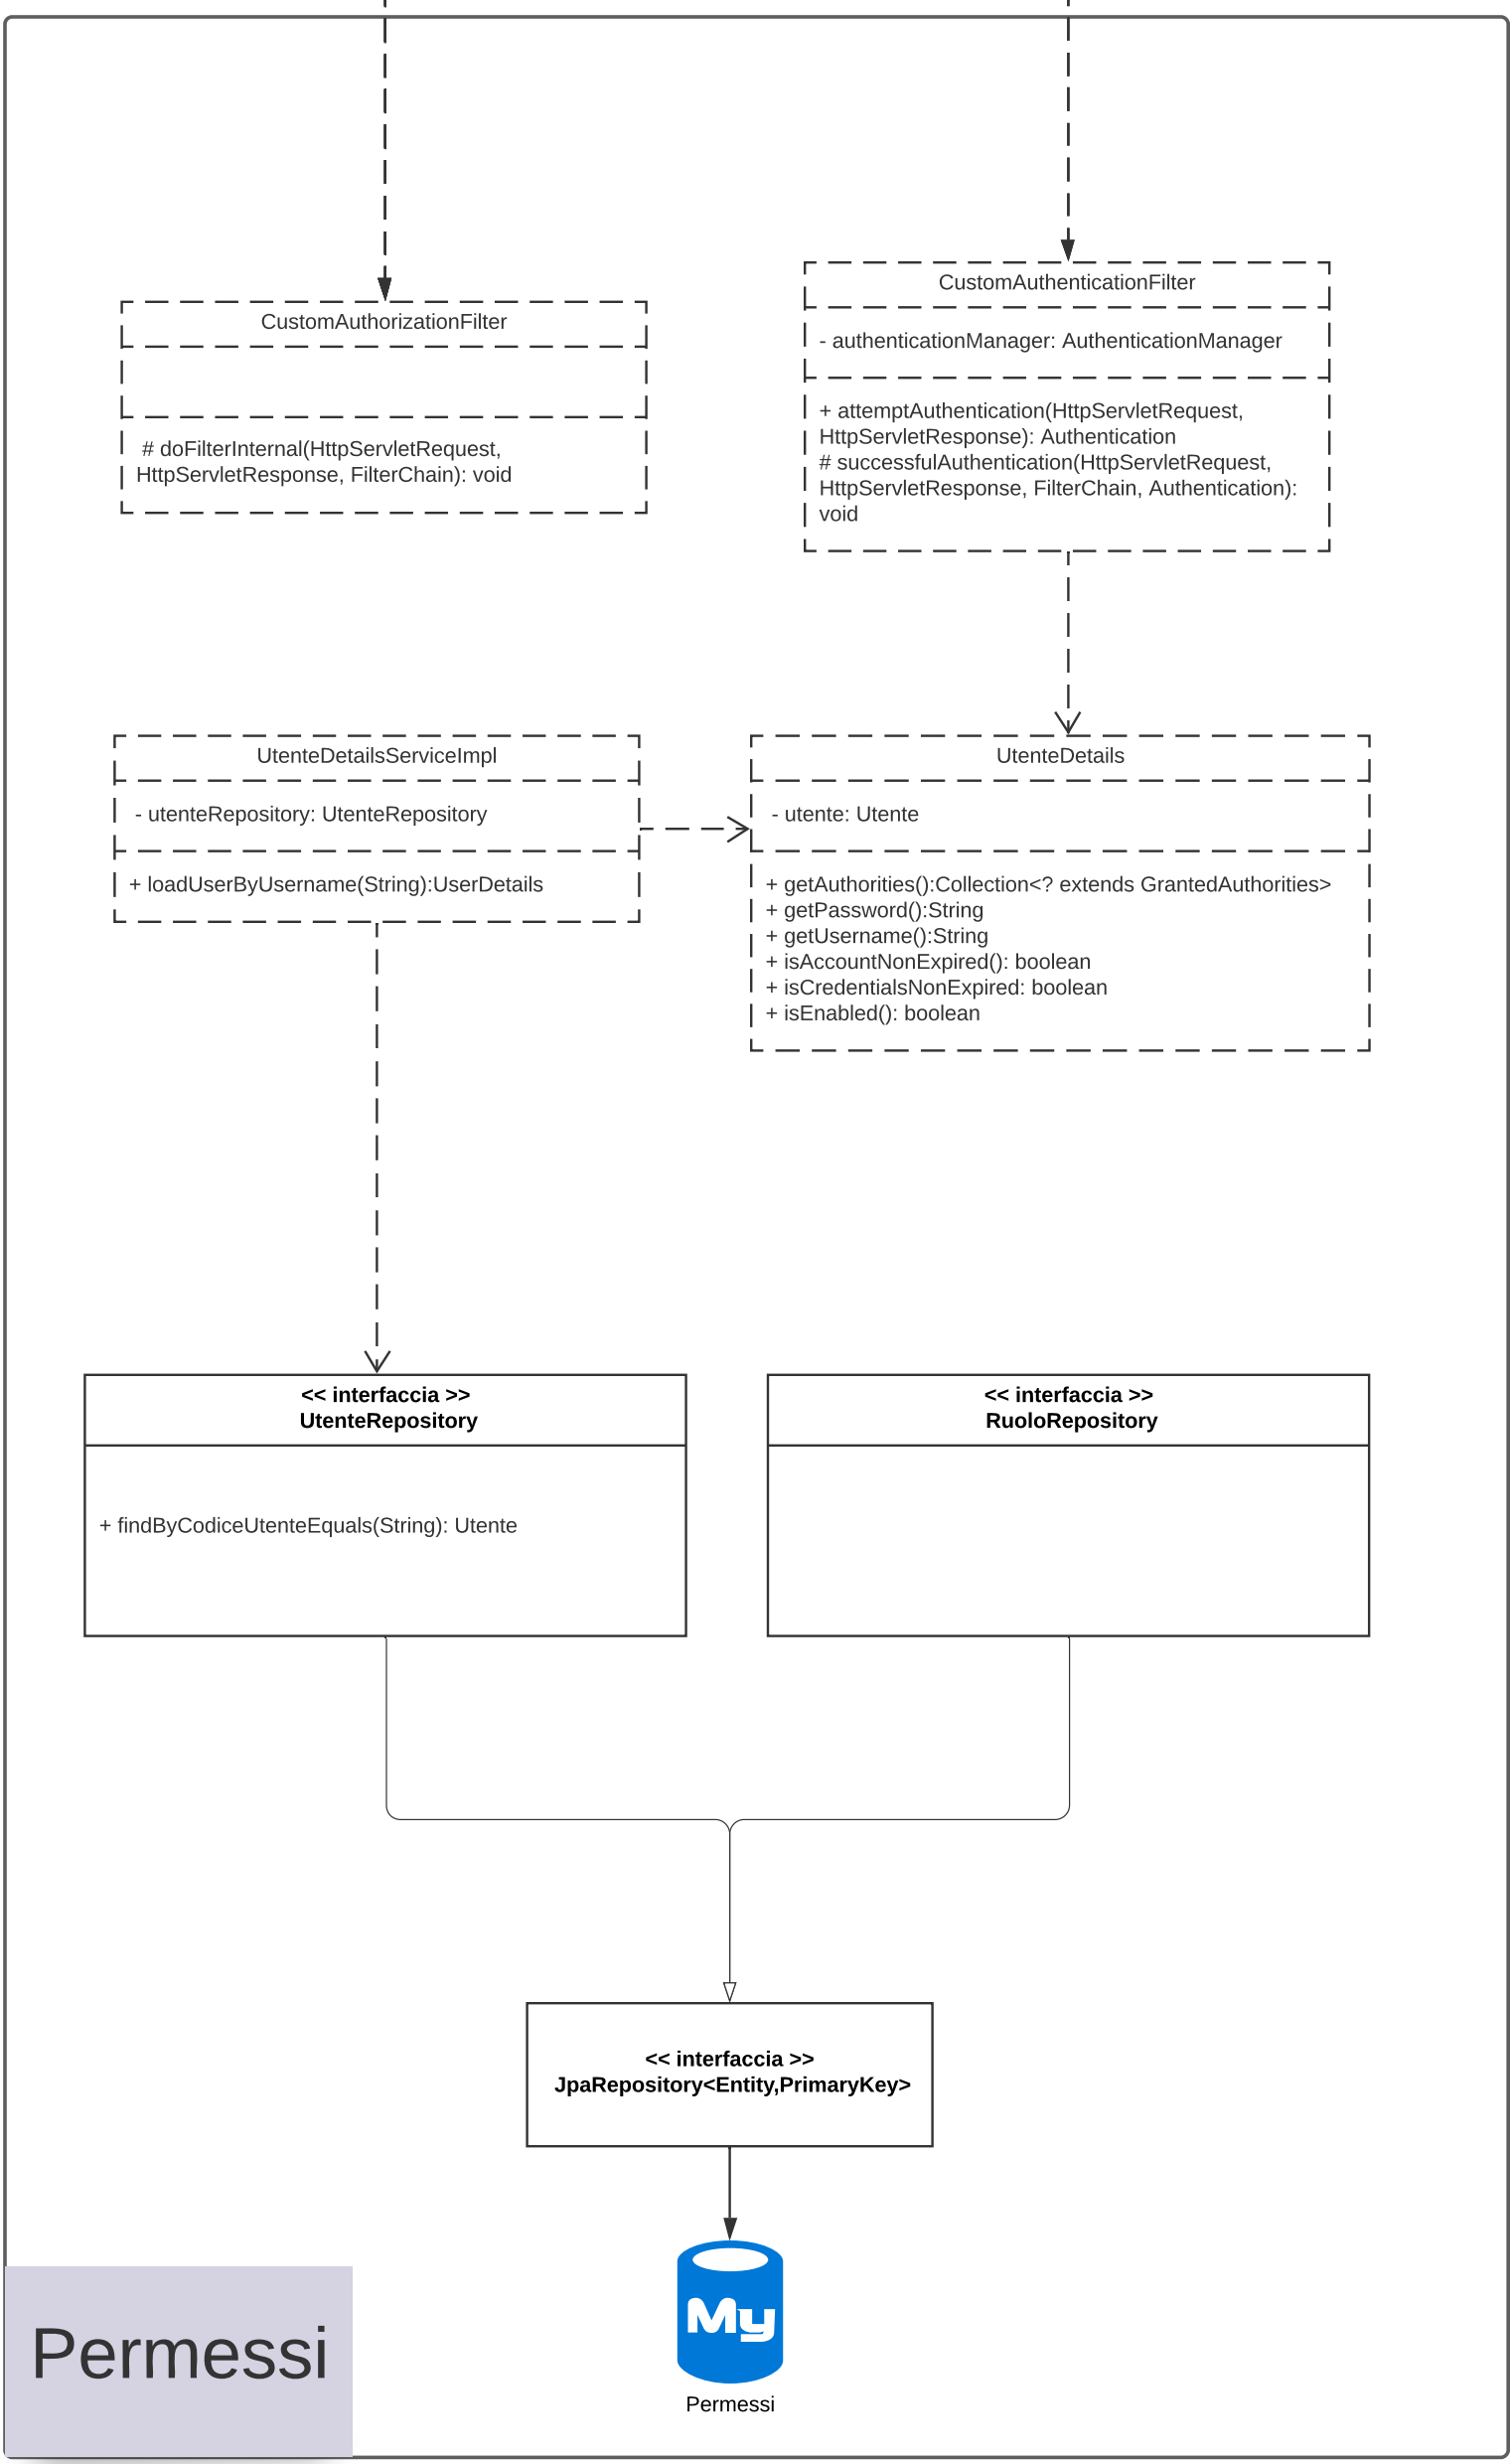 CustomAuthorizationFilter
# doFilterInternal(HttpServletRequest,
HttpServletResponse, FilterChain): void
CustomAuthenticationFilter
- authenticationManager: AuthenticationManager
+ attemptAuthentication(HttpServletRequest,
HttpServletResponse): Authentication
# successfulAuthentication(HttpServletRequest,
HttpServletResponse, FilterChain, Authentication):
void
UtenteDetailsServiceImpl
- utenteRepository: UtenteRepository
+ loadUserByUsername(String):UserDetails
UtenteDetails
- utente: Utente
+ getAuthorities():Collection<? extends GrantedAuthorities>
+ getPassword():String
+ getUsername():String
+ isAccountNonExpired(): boolean
+ isCredentialsNonExpired: boolean
+ isEnabled(): boolean
<< interfaccia >>
UtenteRepository
+ findByCodiceUtenteEquals(String): Utente
<< interfaccia >>
RuoloRepository
<< interfaccia >>
JpaRepository<Entity,PrimaryKey>
My
Permessi
Permessi